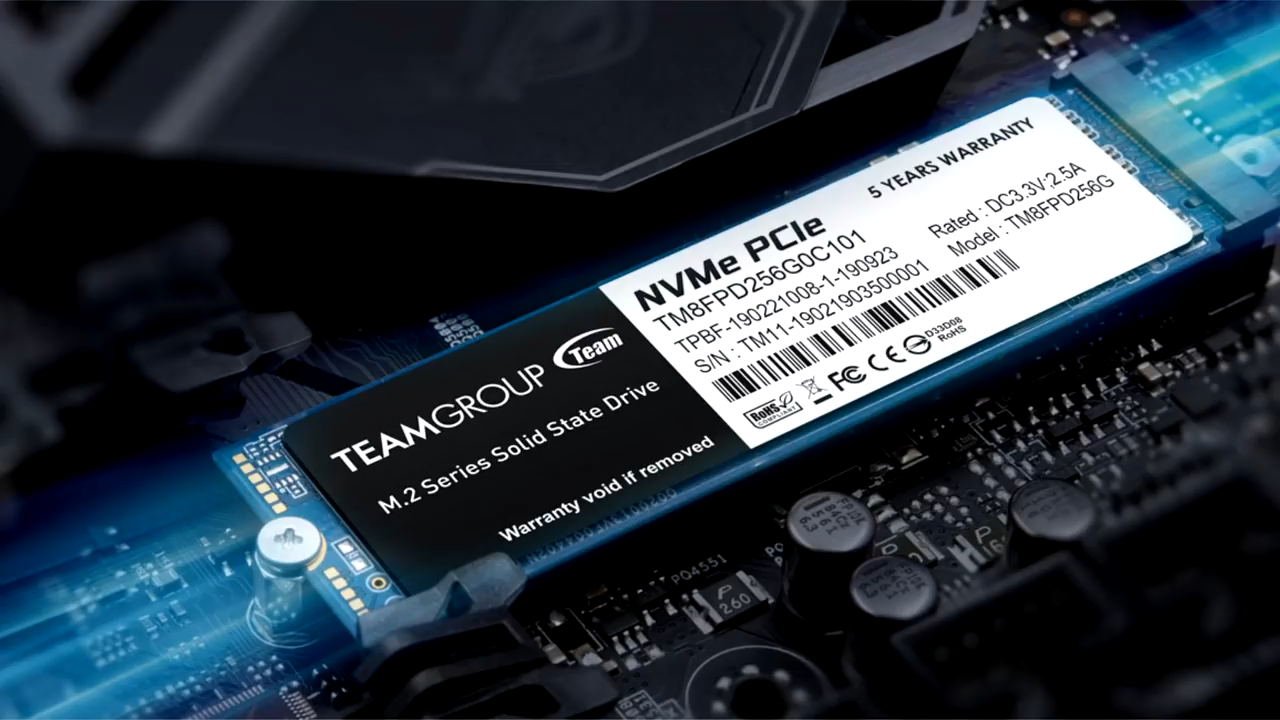 TEAMGROUP Team
M.2 Series Solid State Drive
Warranty void if removed
5 YEARS WARRANTY
NVMe PCIe
TM8FPD256G0C101
TPBF-190221008-1-190923
S/N : TM11-19021903500001
Rated : DC3.3V;2.5A
Model : TM8FPD256G
RoHS
COMPLIANT
FC CE D33D08
RoHS
PQ4551
P
260